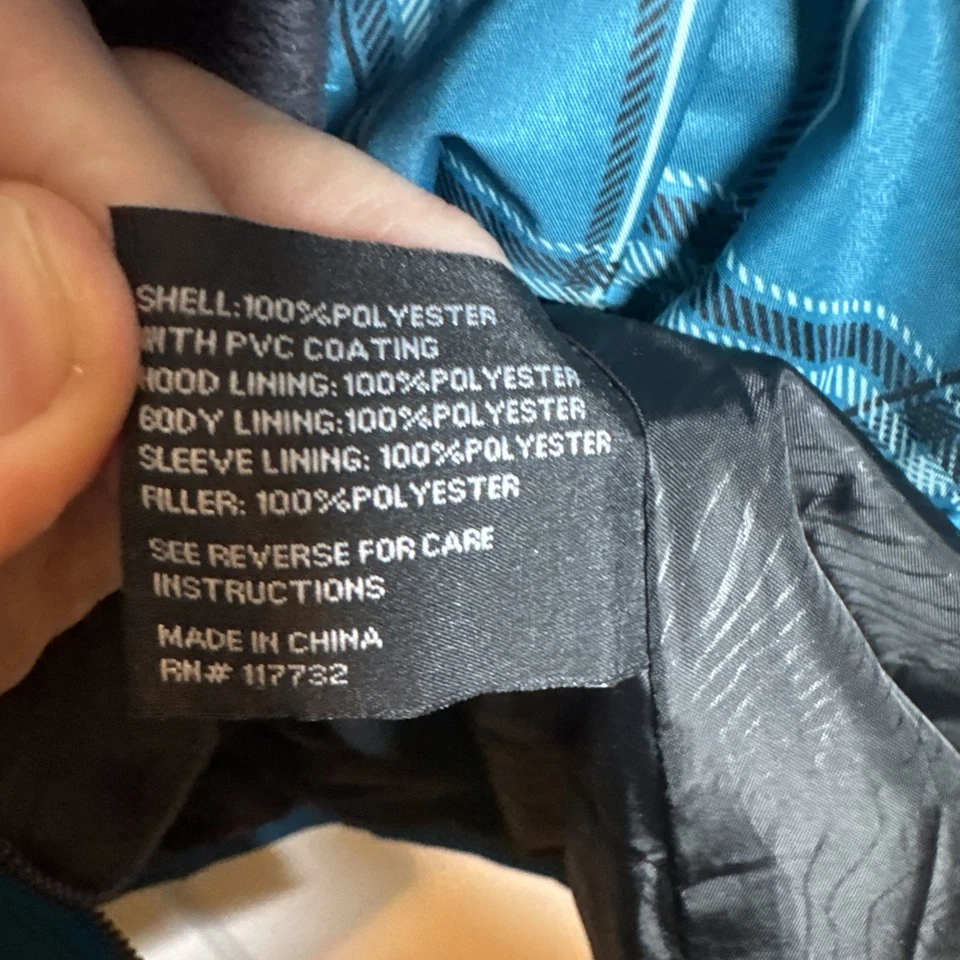 SHELL:100%POLYESTER
WITH PVC COATING
HOOD LINING:100%POLYESTER
BODY LINING:100%POLYESTER
SLEEVE LINING: 100%POLYESTER
FILLER: 100%POLYESTER
SEE REVERSE FOR CARE
INSTRUCTIONS
MADE IN CHINA
RN# 117732